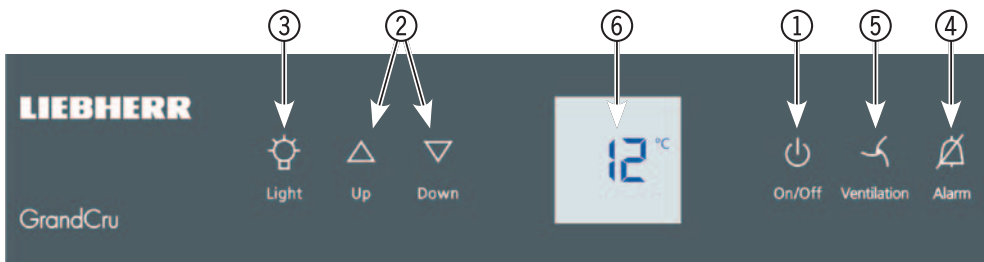 ③ ② ⑥ ① ⑤ ④
LIEBHERR
12 °C
Light Up Down On/Off Ventilation Alarm
GrandCru